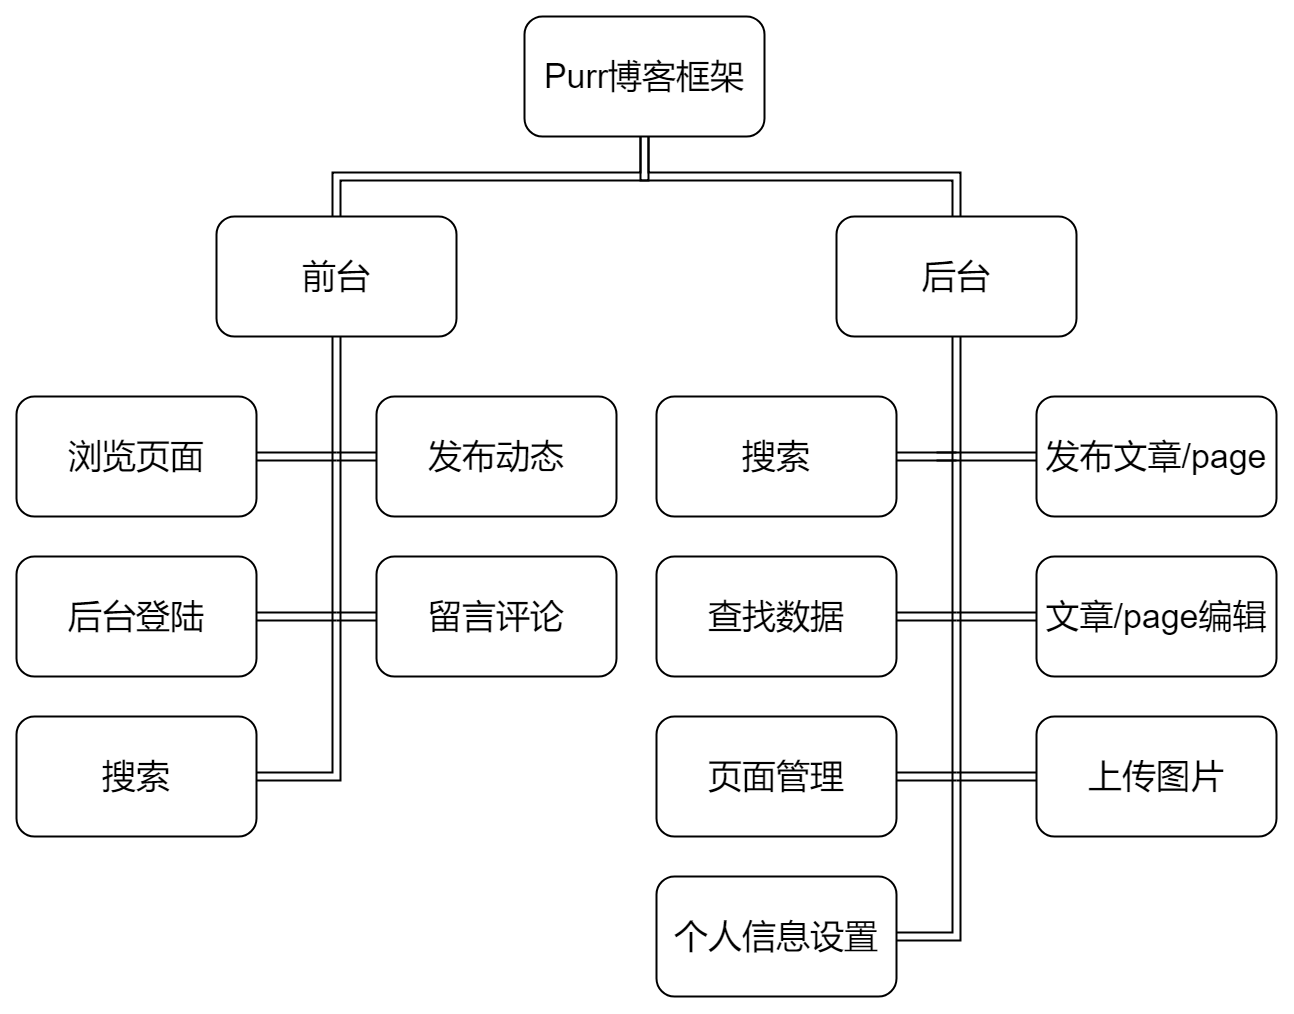 Purr博客框架
前台
后台
浏览页面
发布动态
搜索
发布文章/page
后台登陆
留言评论
查找数据
文章/page编辑
搜索
页面管理
上传图片
个人信息设置